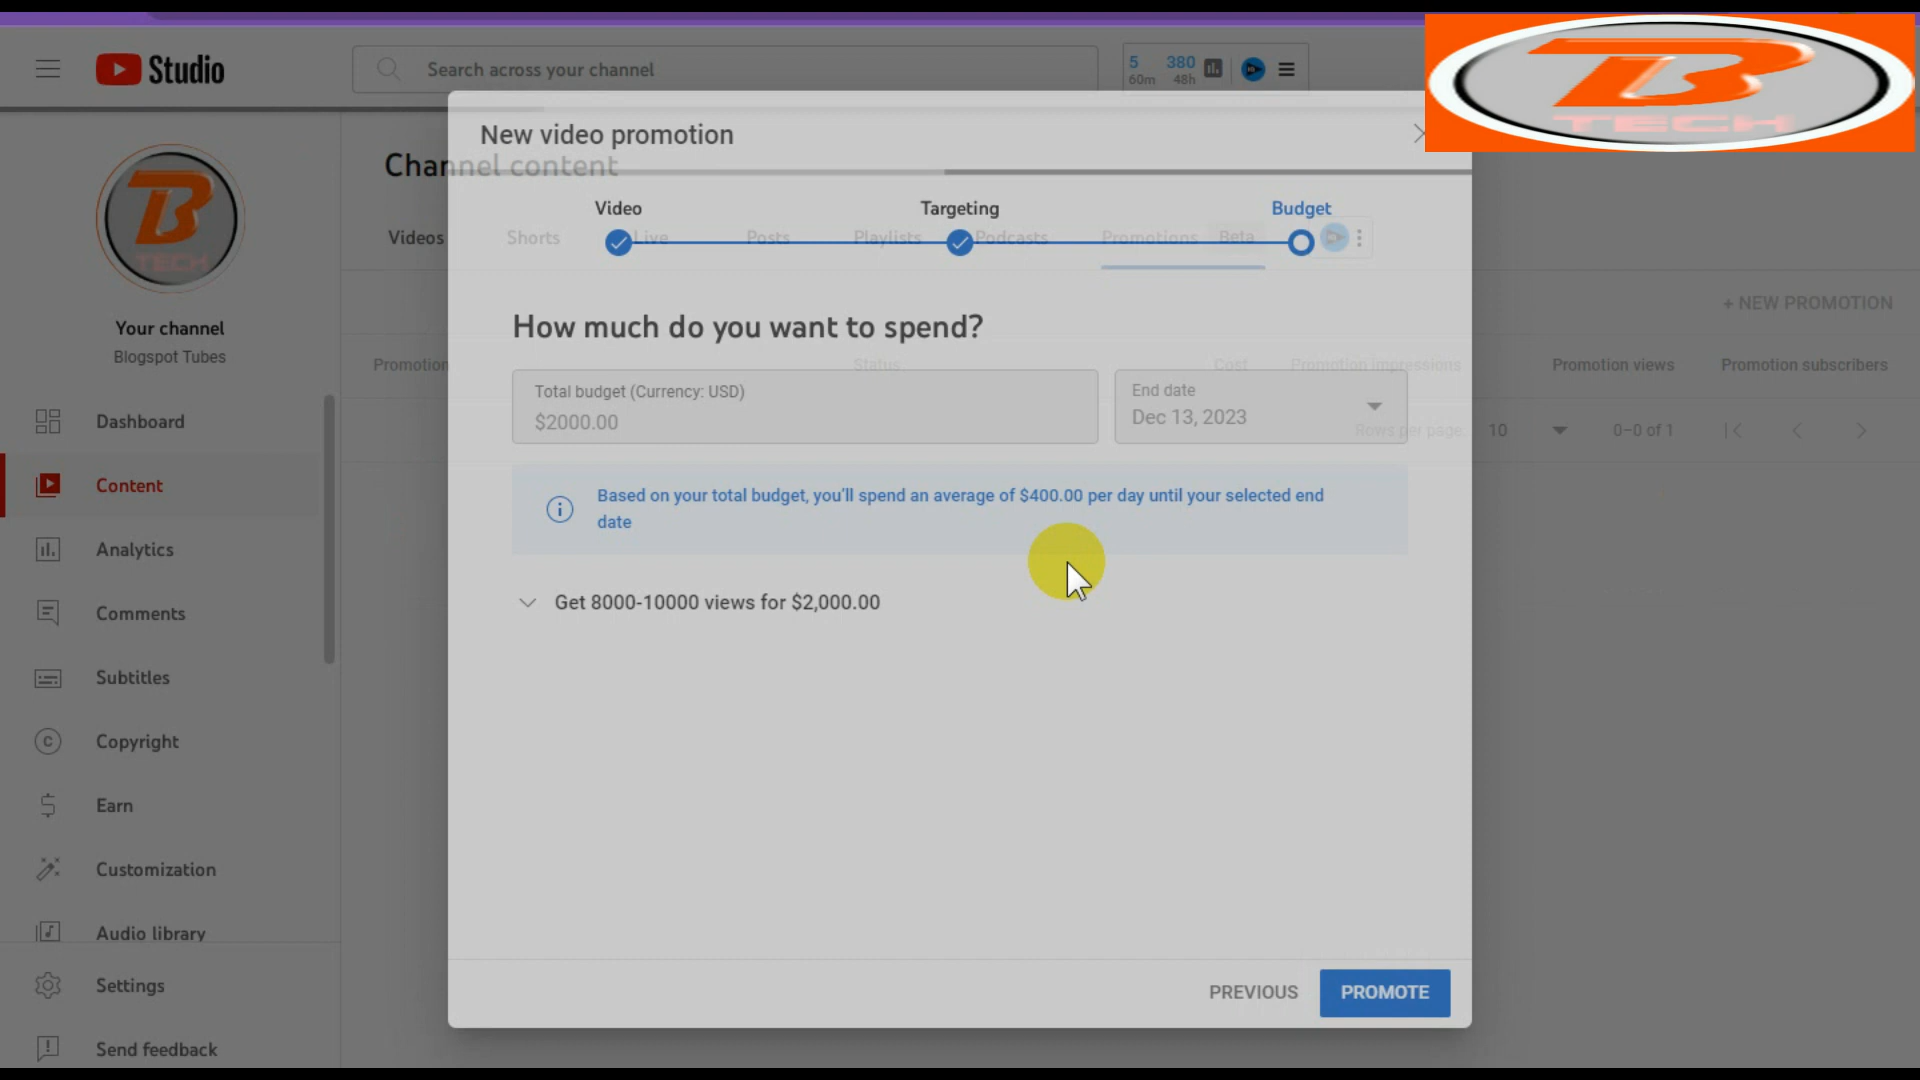 Studio
Search across your channel
5 380
60m 48h
B
TECH
New video promotion
Channel content
Video Targeting Budget
Videos Shorts Live Posts Playlists Podcasts Promotions Beta
B
TECH
Your channel
Blogspot Tubes
+ NEW PROMOTION
How much do you want to spend?
Promotion Status Cost Promotion impressions Promotion views Promotion subscribers
Total budget (Currency: USD)
$2000.00
End date
Dec 13, 2023
Rows per page 10 0–0 of 1
Based on your total budget, you'll spend an average of $400.00 per day until your selected end
date
Get 8000-10000 views for $2,000.00
Dashboard
Content
Analytics
Comments
Subtitles
Copyright
Earn
Customization
Audio library
Settings
Send feedback
PREVIOUS PROMOTE